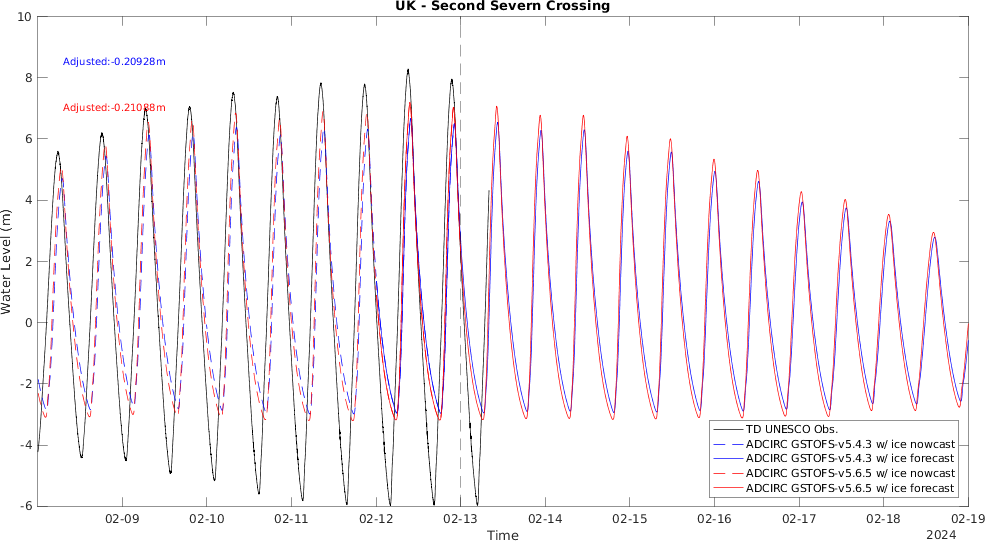 UK - Second Severn Crossing
10
8
6
4
2
0
-2
-4
-6
Water Level (m)
Adjusted:-0.20928m
Adjusted:-0.21088m
TD UNESCO Obs.
ADCIRC GSTOFS-v5.4.3 w/ ice nowcast
ADCIRC GSTOFS-v5.4.3 w/ ice forecast
ADCIRC GSTOFS-v5.6.5 w/ ice nowcast
ADCIRC GSTOFS-v5.6.5 w/ ice forecast
02-09 02-10 02-11 02-12 02-13 02-14 02-15 02-16 02-17 02-18 02-19
Time
2024